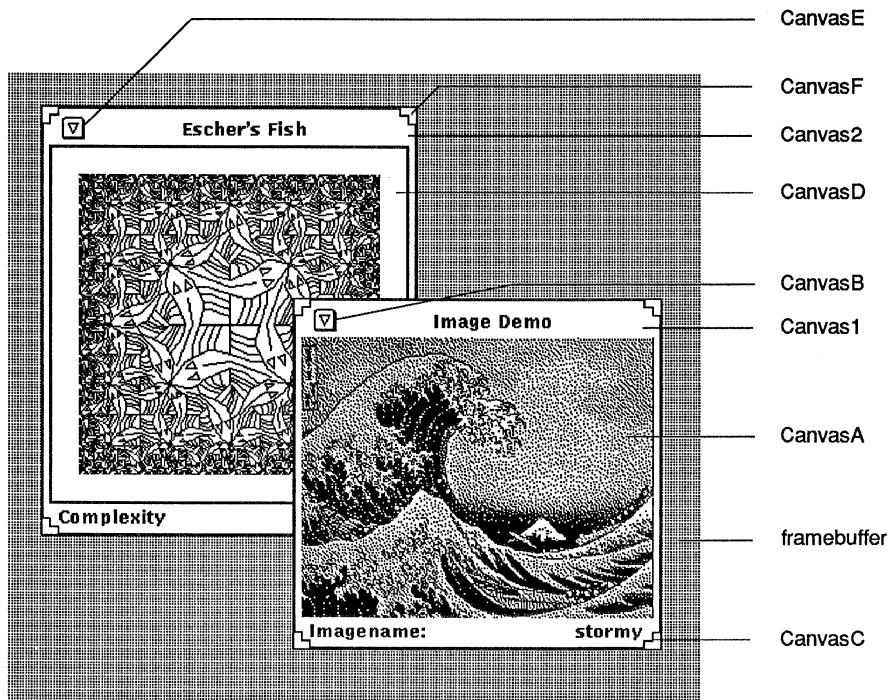 CanvasE
CanvasF
Escher's Fish
Canvas2
CanvasD
CanvasB
Image Demo
Canvas1
CanvasA
Complexity
framebuffer
Imagename: stormy
CanvasC